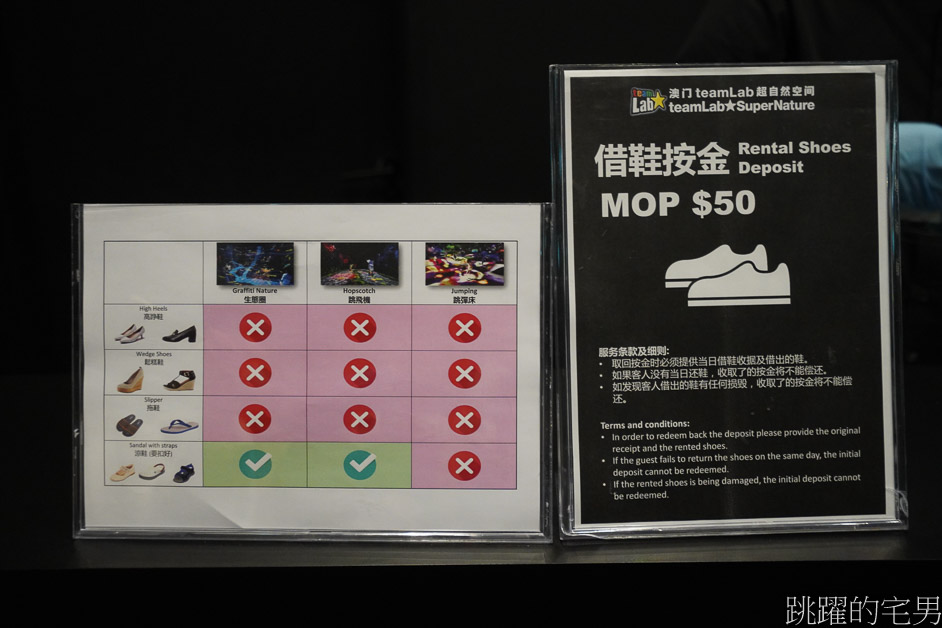 Graffiti Nature
生態圈
Hopscotch
跳飛機
Jumping
跳彈床
High Heels
高踭鞋
Wedge Shoes
鬆糕鞋
Slipper
拖鞋
Sandal with straps
涼鞋 (要扣好)
team
Lab
澳门 teamLab 超自然空间
teamLab★SuperNature
借鞋按金 Rental Shoes
Deposit
MOP $50
服务条款及细则:
• 取回按金时必须提供当日借鞋收据及借出的鞋。
• 如果客人没有当日还鞋，收取了的按金将不能偿还。
• 如发现客人借出的鞋有任何损毁，收取了的按金将不能偿
还。
Terms and conditions:
• In order to redeem back the deposit please provide the original
receipt and the rented shoes.
• If the guest fails to return the shoes on the same day, the initial
deposit cannot be redeemed.
• If the rented shoes is being damaged, the initial deposit cannot
be redeemed.
跳躍的宅男